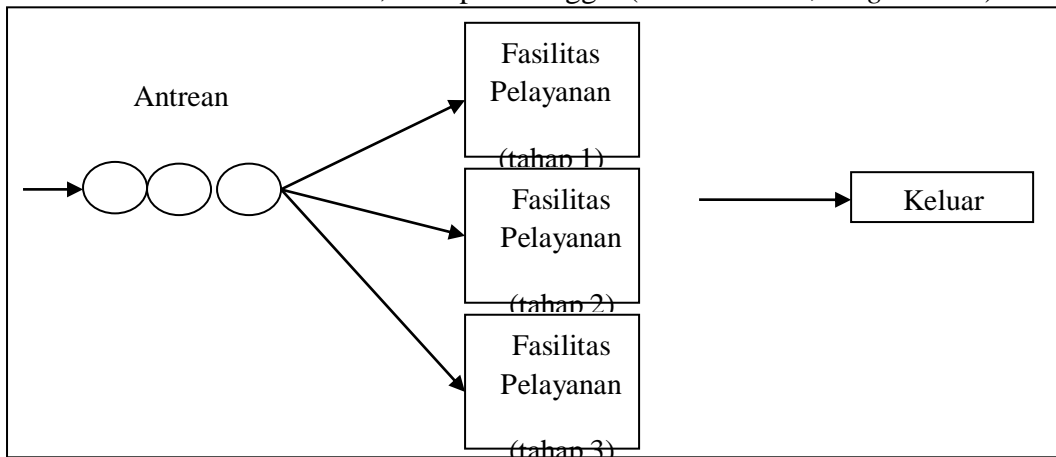 Antrean
Fasilitas
Pelayanan
(tahap 1)
Fasilitas
Pelayanan
(tahap 2)
Fasilitas
Pelayanan
(tahap 3)
Keluar